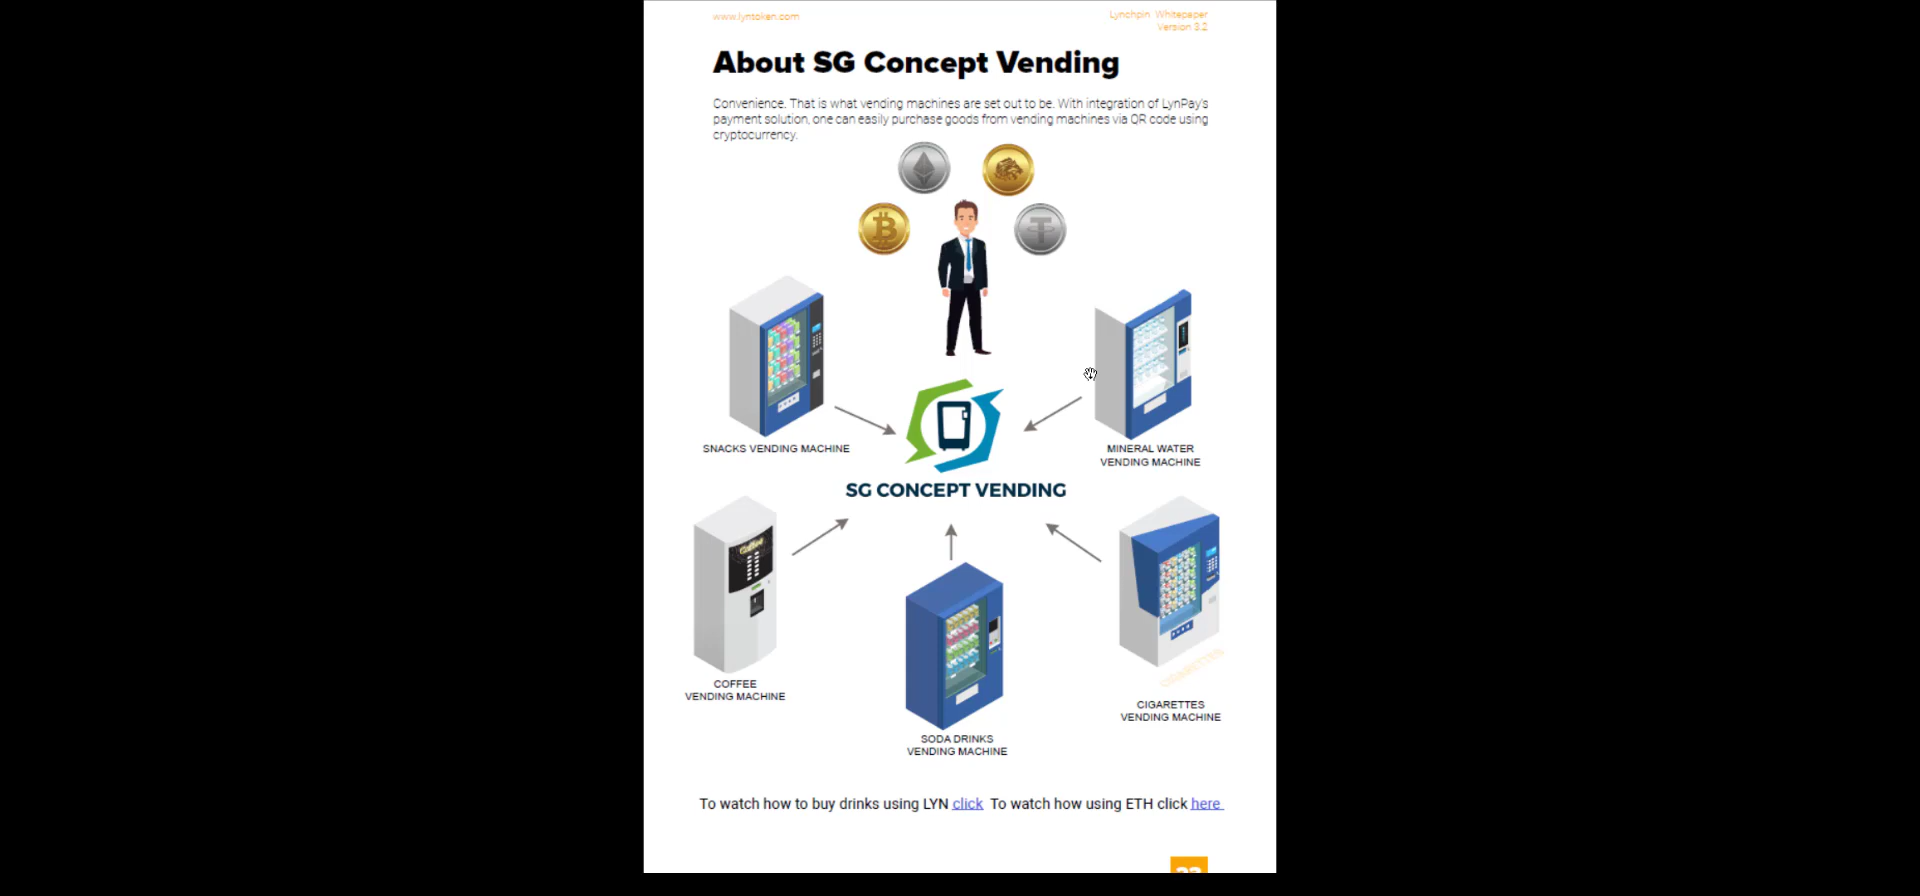 www.lyntoken.com
Lynchpin Whitepaper
Version 3.2
About SG Concept Vending
Convenience. That is what vending machines are set out to be. With integration of LynPay's
payment solution, one can easily purchase goods from vending machines via QR code using
cryptocurrency.
SNACKS VENDING MACHINE
MINERAL WATER
VENDING MACHINE
SG CONCEPT VENDING
Coffee
COFFEE
VENDING MACHINE
SODA DRINKS
VENDING MACHINE
CIGARETTES
CIGARETTES
VENDING MACHINE
To watch how to buy drinks using LYN click To watch how using ETH click here